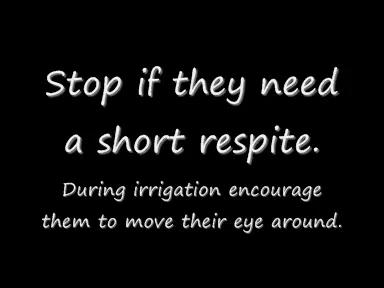 Stop if they need
a short respite.
During irrigation encourage
them to move their eye around.